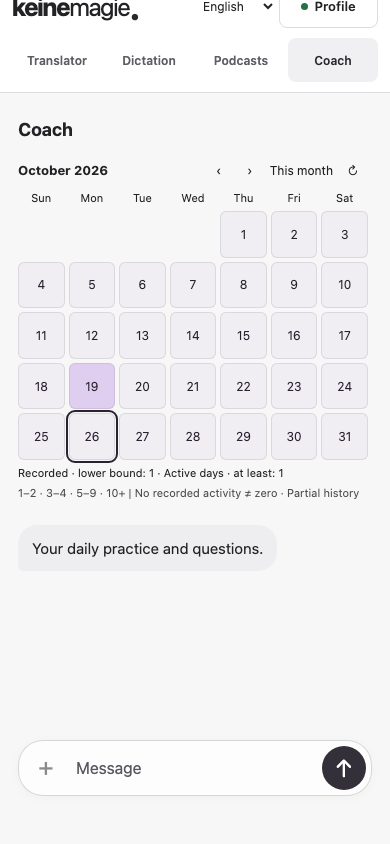 keinemagie.
English
Profile
Translator Dictation Podcasts Coach
Coach
October 2026 ‹ › This month ↻
Sun Mon Tue Wed Thu Fri Sat
1 2 3
4 5 6 7 8 9 10
11 12 13 14 15 16 17
18 19 20 21 22 23 24
25 26 27 28 29 30 31
Recorded · lower bound: 1 · Active days · at least: 1
1–2 · 3–4 · 5–9 · 10+ | No recorded activity ≠ zero · Partial history
Your daily practice and questions.
Message